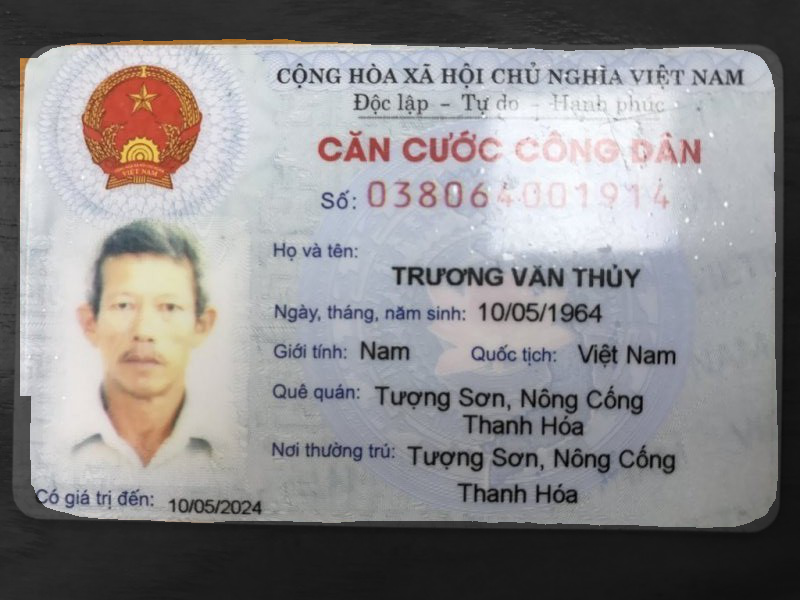 CỘNG HÒA XÃ HỘI CHỦ NGHĨA VIỆT NAM
Độc lập - Tự do - Hạnh phúc
CĂN CƯỚC CÔNG DÂN
Số: 038064001914
Họ và tên:
TRƯƠNG VĂN THỦY
Ngày, tháng, năm sinh: 10/05/1964
Giới tính: Nam Quốc tịch: Việt Nam
Quê quán: Tượng Sơn, Nông Cống
Thanh Hóa
Nơi thường trú: Tượng Sơn, Nông Cống
Thanh Hóa
Có giá trị đến: 10/05/2024
VIỆT NAM